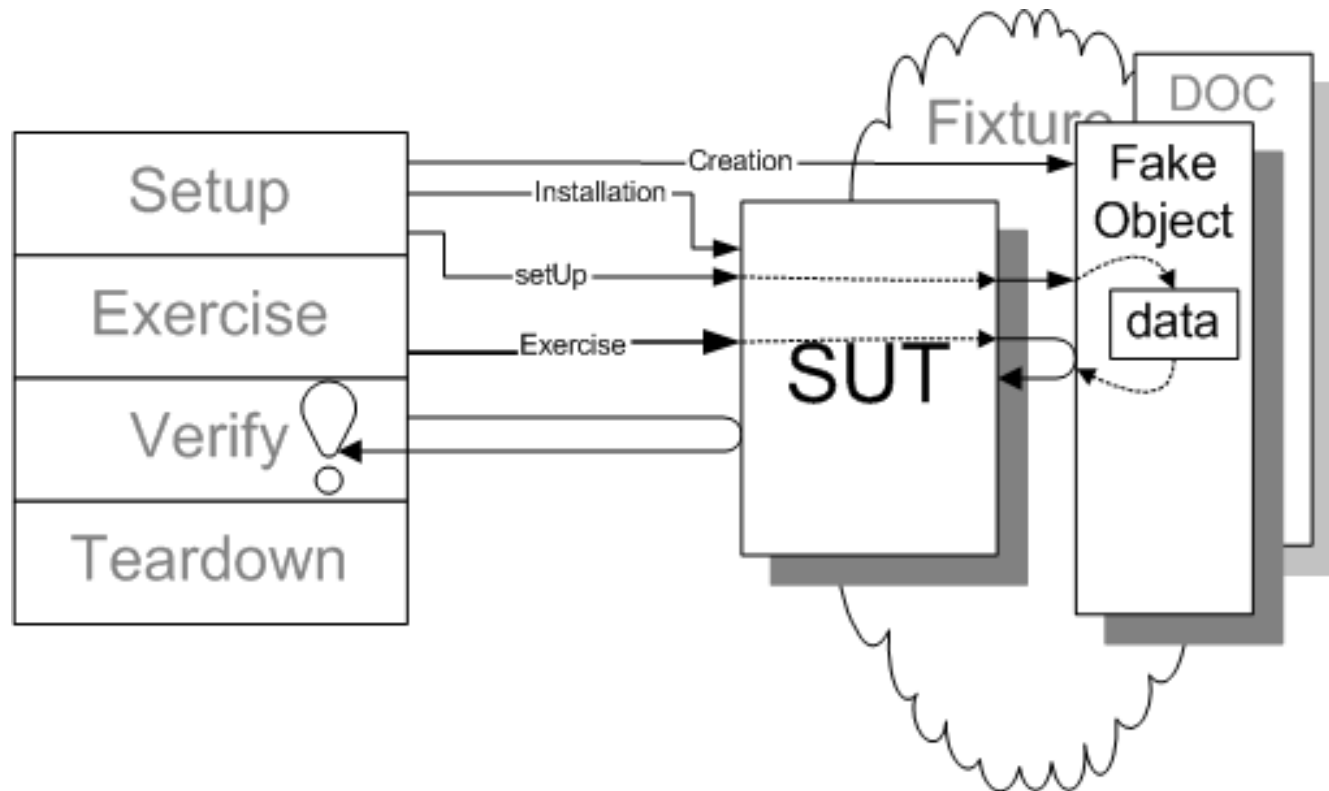 Setup
Exercise
Verify
Teardown
Creation
Installation
setUp
Exercise
SUT
Fixture
DOC
Fake
Object
data